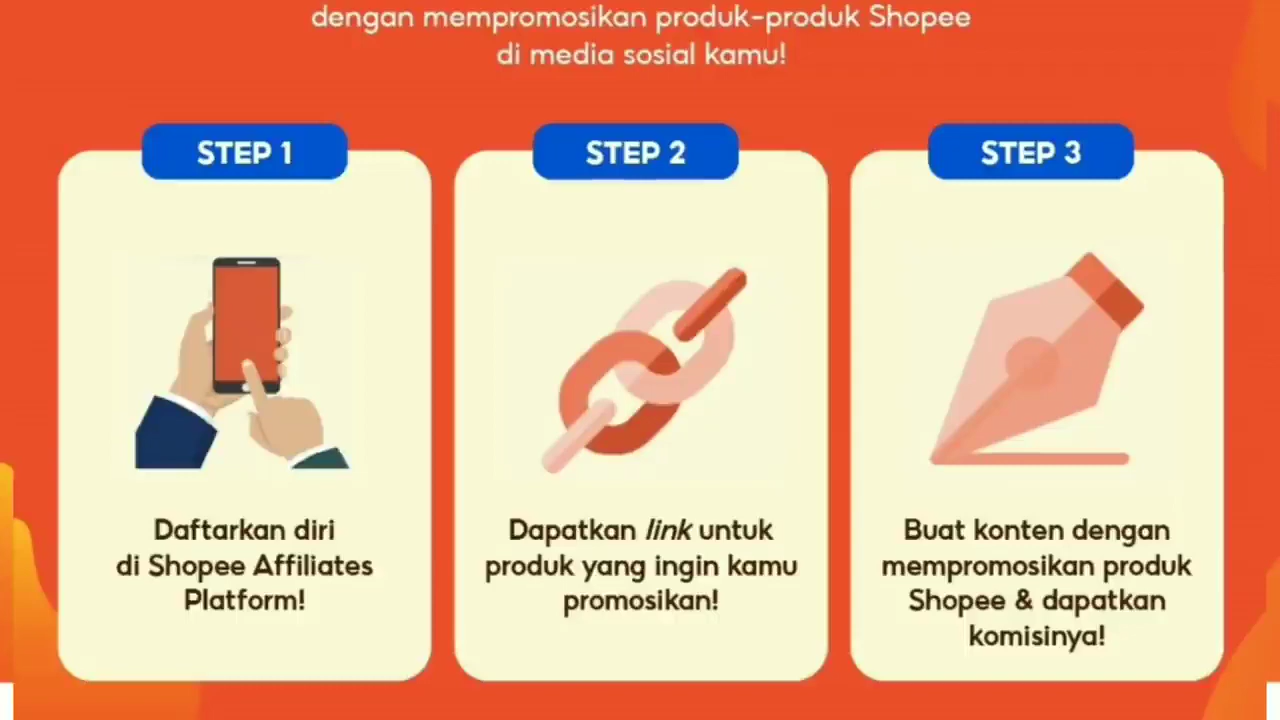 dengan mempromosikan produk-produk Shopee
di media sosial kamu!
STEP 1
Daftarkan diri
di Shopee Affiliates
Platform!
STEP 2
Dapatkan link untuk
produk yang ingin kamu
promosikan!
STEP 3
Buat konten dengan
mempromosikan produk
Shopee & dapatkan
komisinya!